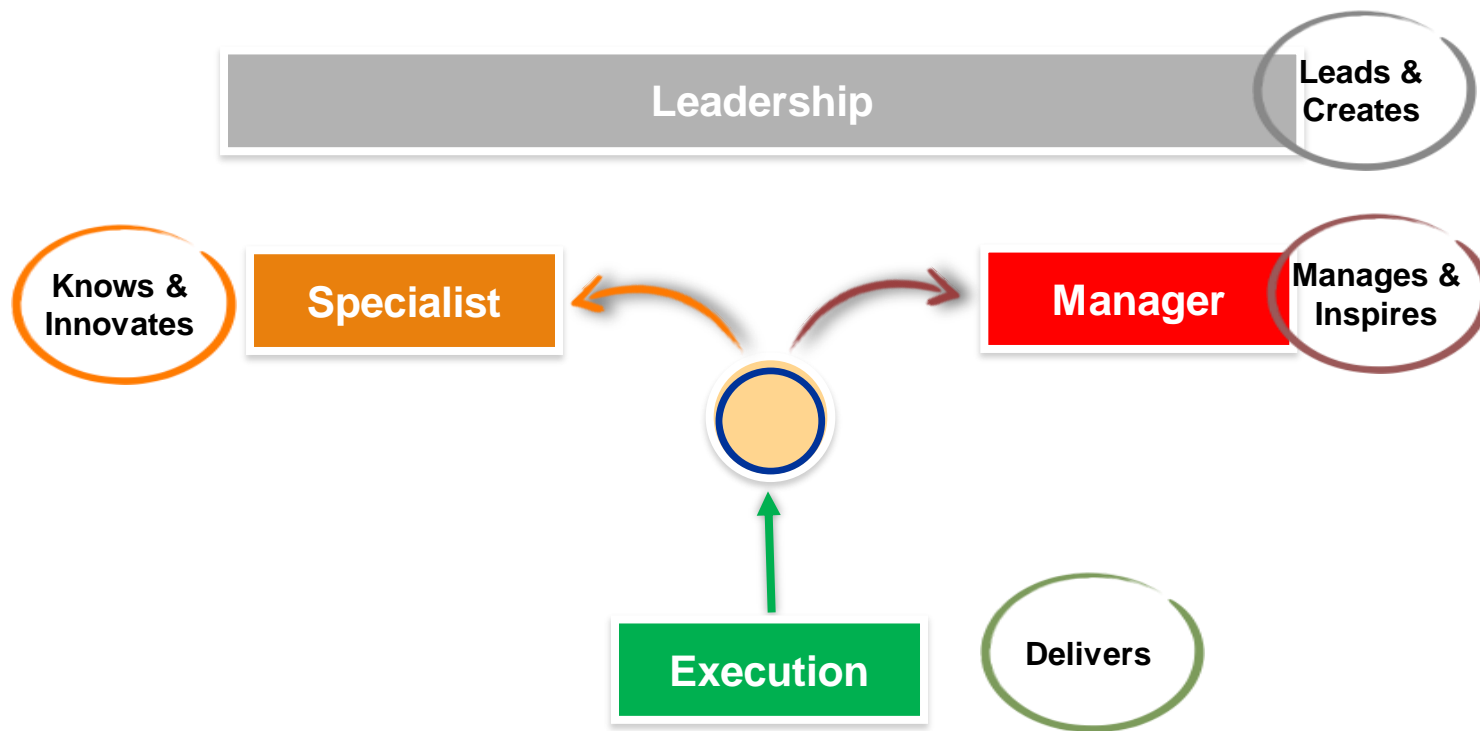 Leadership
Leads &
Creates
Knows &
Innovates
Specialist
Manager
Manages &
Inspires
Execution
Delivers